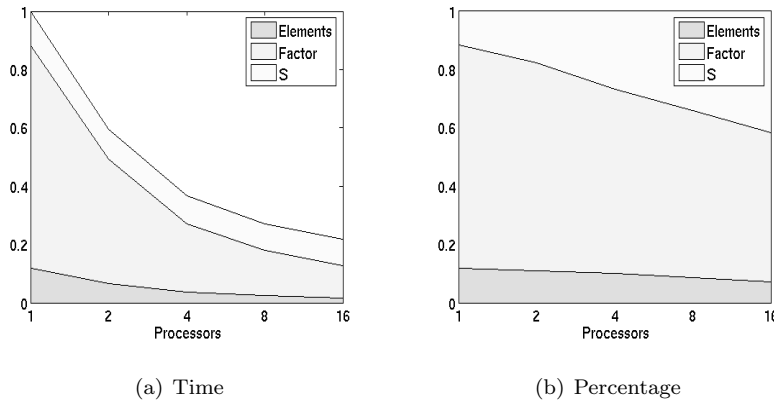 1
0.8
0.6
0.4
0.2
0
1
2
4
8
16
Processors
Elements
Factor
S
(a) Time
1
0.8
0.6
0.4
0.2
0
1
2
4
8
16
Processors
Elements
Factor
S
(b) Percentage